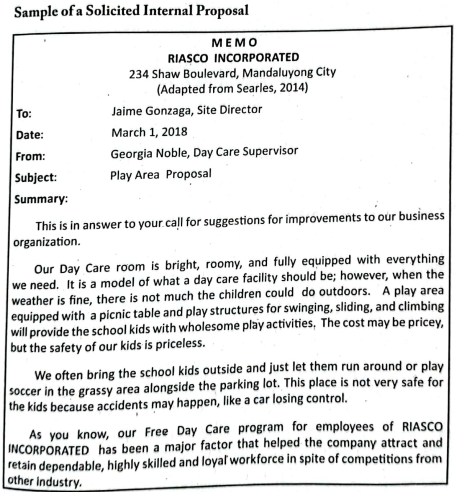 Sample of a Solicited Internal Proposal
MEMO
RIASCO INCORPORATED
234 Shaw Boulevard, Mandaluyong City
(Adapted from Searles, 2014)
To: Jaime Gonzaga, Site Director
Date: March 1, 2018
From: Georgia Noble, Day Care Supervisor
Subject: Play Area Proposal
Summary:
This is in answer to your call for suggestions for improvements to our business
organization.
Our Day Care room is bright, roomy, and fully equipped with everything
we need. It is a model of what a day care facility should be; however, when the
weather is fine, there is not much the children could do outdoors. A play area
equipped with a picnic table and play structures for swinging, sliding, and climbing
will provide the school kids with wholesome play activities. The cost may be pricey,
but the safety of our kids is priceless.
We often bring the school kids outside and just let them run around or play
soccer in the grassy area alongside the parking lot. This place is not very safe for
the kids because accidents may happen, like a car losing control.
As you know, our Free Day Care program for employees of RIASCO
INCORPORATED has been a major factor that helped the company attract and
retain dependable, highly skilled and loyal workforce in spite of competitions from
other industry.